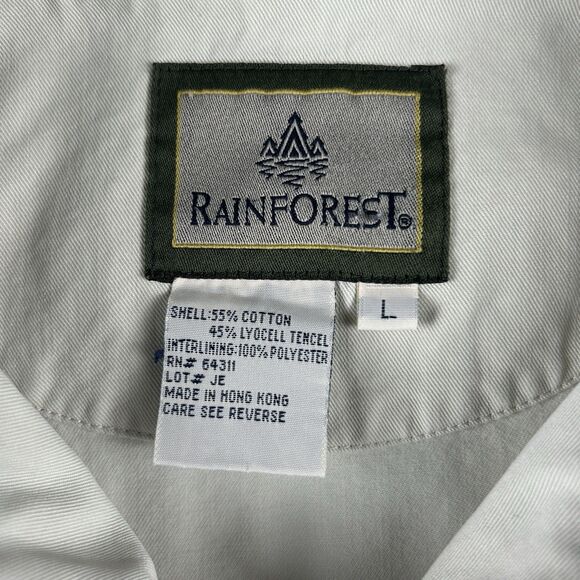 RAINFOREST®
L
SHELL:55% COTTON
45% LYOCELL TENCEL
INTERLINING:100% POLYESTER
RN# 64311
LOT# JE
MADE IN HONG KONG
CARE SEE REVERSE